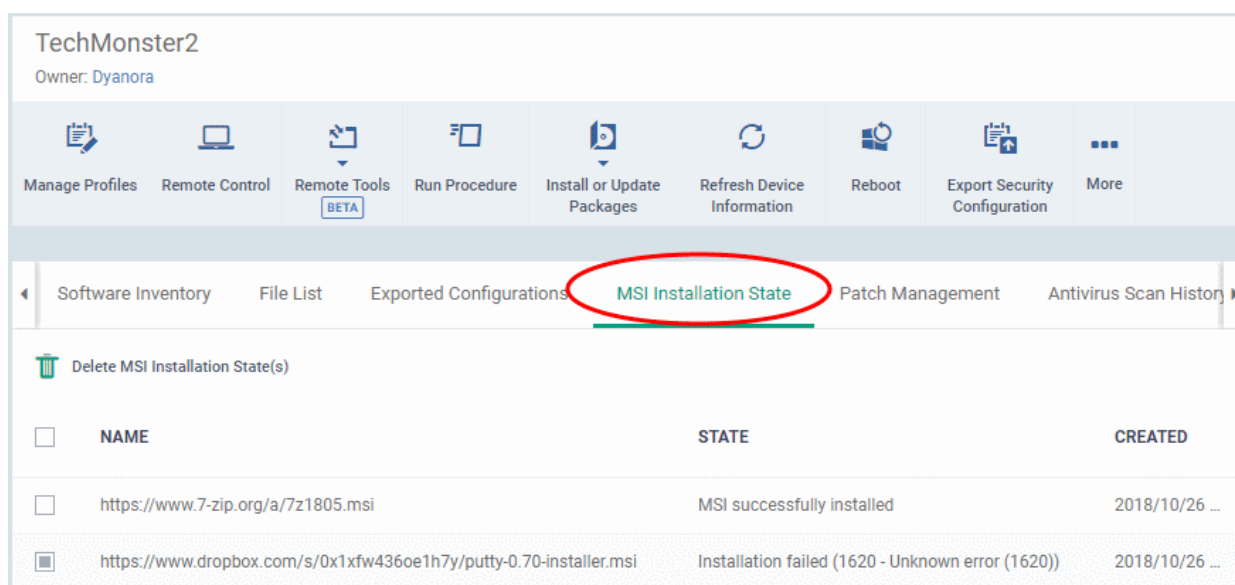 TechMonster2
Owner: Dyanora
Manage Profiles Remote Control Remote Tools Run Procedure Install or Update Refresh Device Reboot Export Security More
BETA Packages Information Configuration
Software Inventory File List Exported Configurations MSI Installation State Patch Management Antivirus Scan History
Delete MSI Installation State(s)
NAME STATE CREATED
https://www.7-zip.org/a/7z1805.msi MSI successfully installed 2018/10/26 ...
https://www.dropbox.com/s/0x1xfw436oe1h7y/putty-0.70-installer.msi Installation failed (1620 - Unknown error (1620)) 2018/10/26 ...